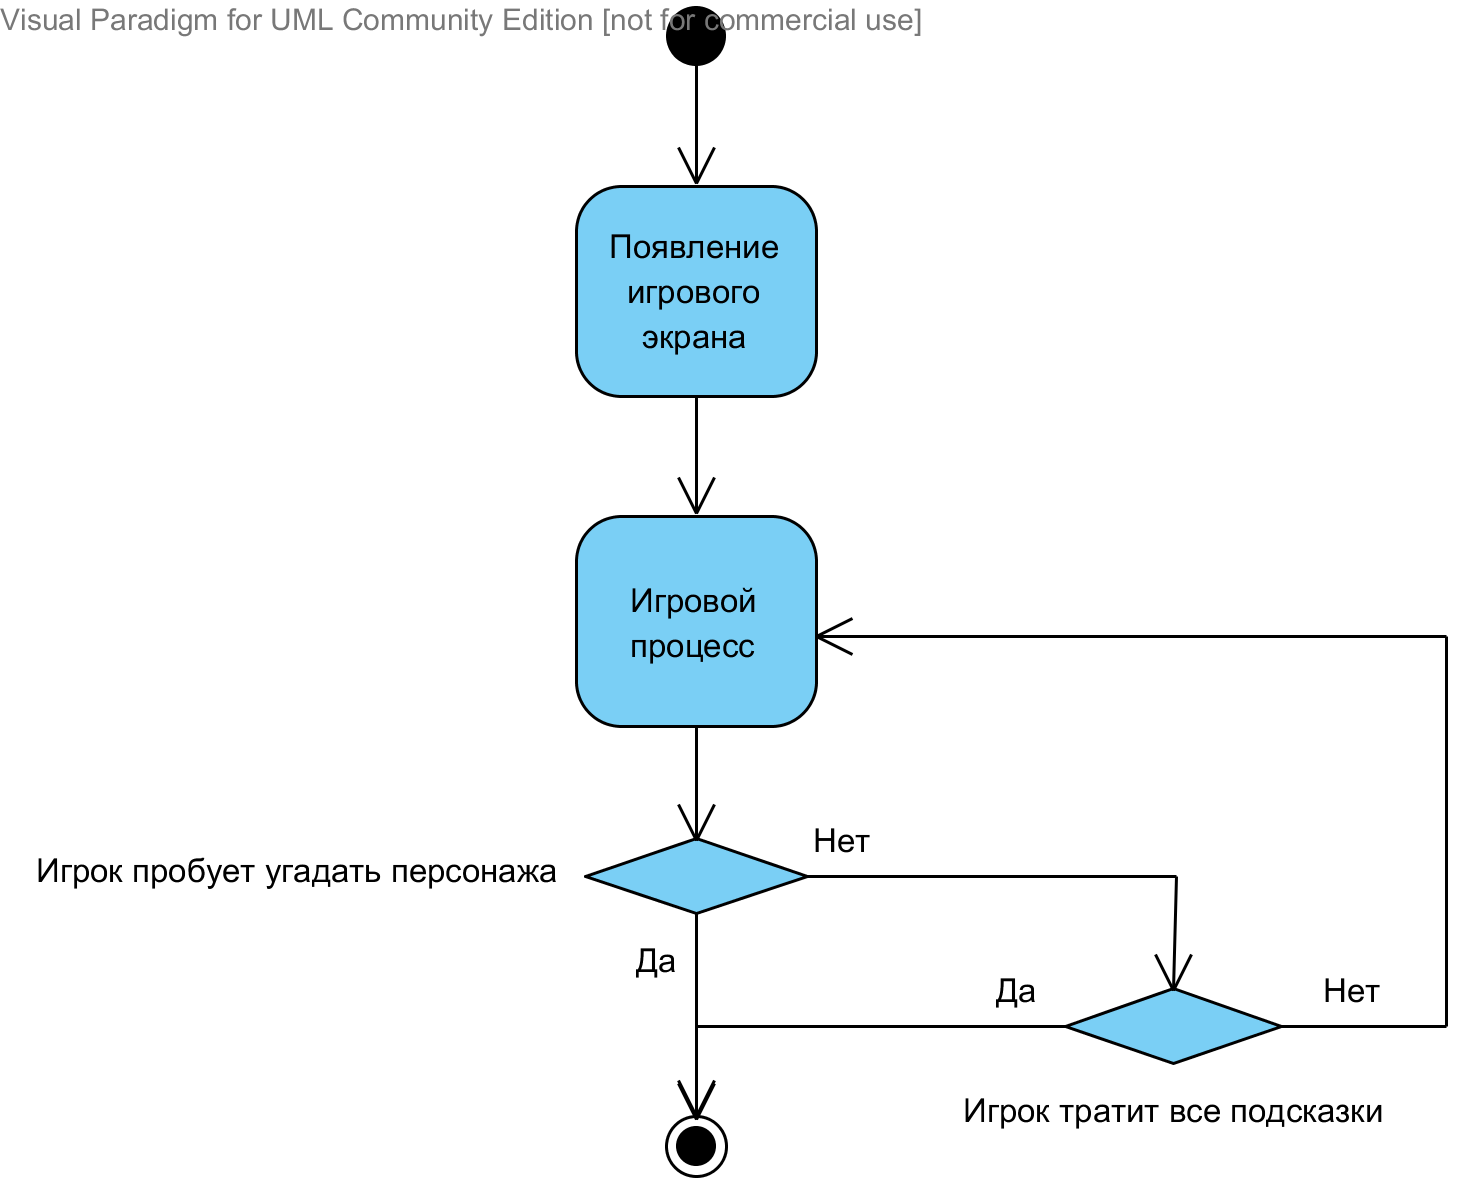 Visual Paradigm for UML Community Edition [not for commercial use]
Появление
игрового
экрана
Игровой
процесс
Нет
Игрок пробует угадать персонажа
Да
Да
Нет
Игрок тратит все подсказки